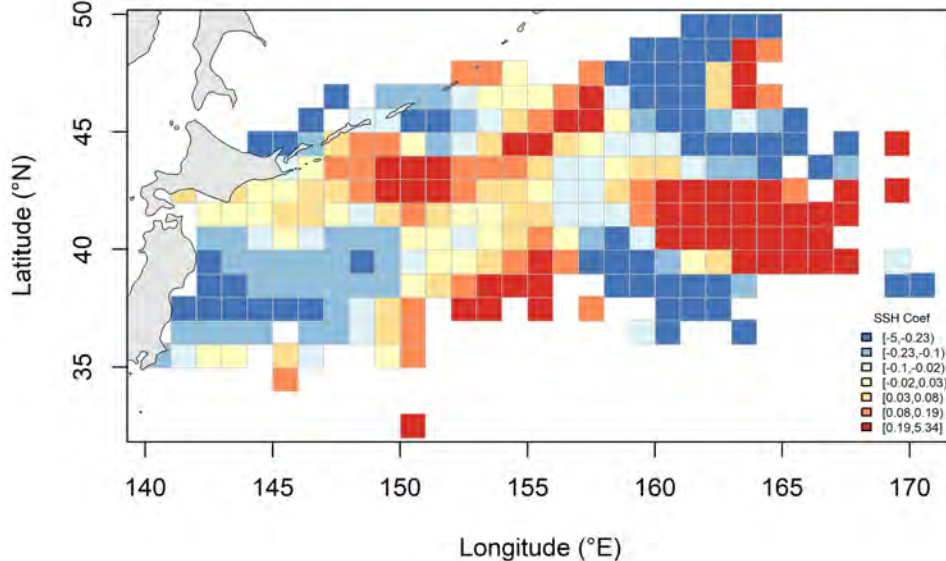 50
45
40
35
Latitude (°N)
SSH Coef
[-5,-0.23)
[-0.23,-0.1)
[-0.1,-0.02)
[-0.02,0.03)
[0.03,0.08)
[0.08,0.19)
[0.19,5.34]
140 145 150 155 160 165 170
Longitude (°E)